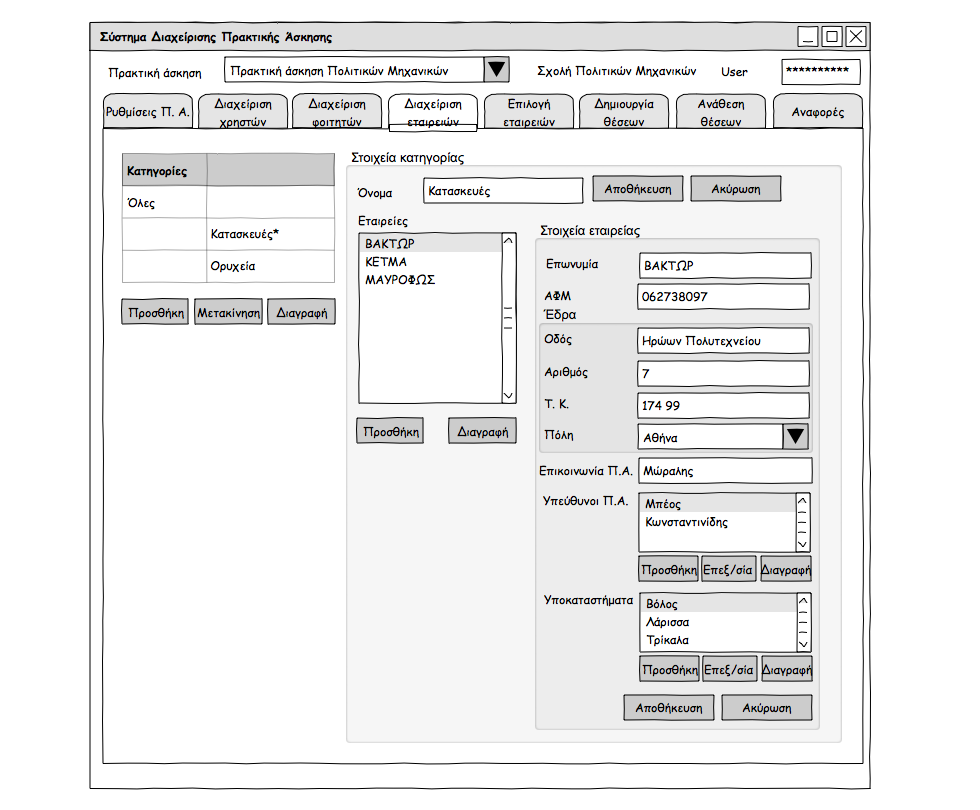 Σύστημα Διαχείρισης Πρακτικής Άσκησης
Πρακτική άσκηση
Πρακτική άσκηση Πολιτικών Μηχανικών
Σχολή Πολιτικών Μηχανικών
User
**********
Ρυθμίσεις Π. Α.
Διαχείριση
χρηστών
Διαχείριση
φοιτητών
Διαχείριση
εταιρειών
Επιλογή
εταιρειών
Δημιουργία
θέσεων
Ανάθεση
θέσεων
Αναφορές
Κατηγορίες
Όλες
Κατασκευές*
Ορυχεία
Προσθήκη
Μετακίνηση
Διαγραφή
Στοιχεία κατηγορίας
Όνομα
Κατασκευές
Αποθήκευση
Ακύρωση
Εταιρείες
ΒΑΚΤΩΡ
ΚΕΤΜΑ
ΜΑΥΡΟΦΩΣ
Προσθήκη
Διαγραφή
Στοιχεία εταιρείας
Επωνυμία
ΒΑΚΤΩΡ
ΑΦΜ
062738097
Έδρα
Οδός
Ηρώων Πολυτεχνείου
Αριθμός
7
Τ. Κ.
174 99
Πόλη
Αθήνα
Επικοινωνία Π.Α.
Μώραλης
Υπεύθυνοι Π.Α.
Μπέος
Κωνσταντινίδης
Προσθήκη
Επεξ/σία
Διαγραφή
Υποκαταστήματα
Βόλος
Λάρισσα
Τρίκαλα
Προσθήκη
Επεξ/σία
Διαγραφή
Αποθήκευση
Ακύρωση